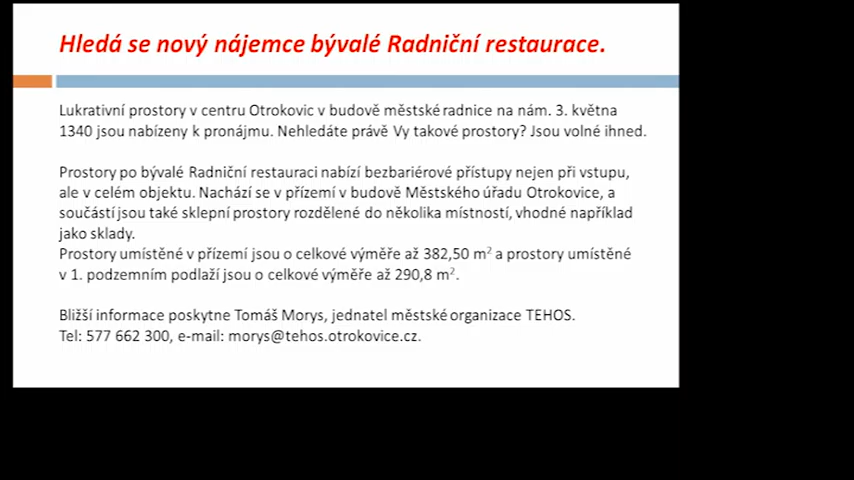 Hledá se nový nájemce bývalé Radniční restaurace.
Lukrativní prostory v centru Otrokovic v budově městské radnice na nám. 3. května
1340 jsou nabízeny k pronájmu. Nehledáte právě Vy takové prostory? Jsou volné ihned.
Prostory po bývalé Radniční restauraci nabízí bezbariérové přístupy nejen při vstupu,
ale v celém objektu. Nachází se v přízemí v budově Městského úřadu Otrokovice, a
součástí jsou také sklepní prostory rozdělené do několika místností, vhodné například
jako sklady.
Prostory umístěné v přízemí jsou o celkové výměře až 382,50 m² a prostory umístěné
v 1. podzemním podlaží jsou o celkové výměře až 290,8 m².
Bližší informace poskytne Tomáš Morys, jednatel městské organizace TEHOS.
Tel: 577 662 300, e-mail: morys@tehos.otrokovice.cz.